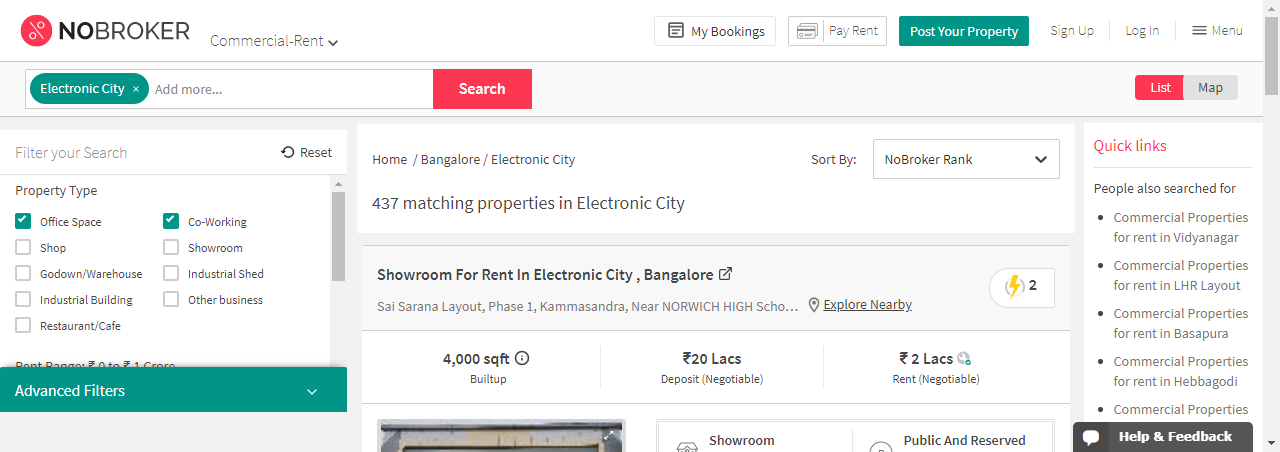 NOBROKER
Commercial-Rent
My Bookings
Pay Rent
Post Your Property
Sign Up
Log In
Menu
Electronic City ×
Add more...
Search
List
Map
Filter your Search
Reset
Property Type
Office Space
Co-Working
Shop
Showroom
Godown/Warehouse
Industrial Shed
Industrial Building
Other business
Restaurant/Cafe
Rent Range: ₹ 0 to ₹ 1 Crore
Advanced Filters
Home / Bangalore / Electronic City
Sort By:
NoBroker Rank
437 matching properties in Electronic City
Showroom For Rent In Electronic City , Bangalore
Sai Sarana Layout, Phase 1, Kammasandra, Near NORWICH HIGH Scho...
Explore Nearby
2
4,000 sqft
Builtup
₹20 Lacs
Deposit (Negotiable)
₹ 2 Lacs
Rent (Negotiable)
Showroom
Public And Reserved
Quick links
People also searched for
Commercial Properties
for rent in Vidyanagar
Commercial Properties
for rent in LHR Layout
Commercial Properties
for rent in Basapura
Commercial Properties
for rent in Hebbagodi
Commercial Properties
Help & Feedback